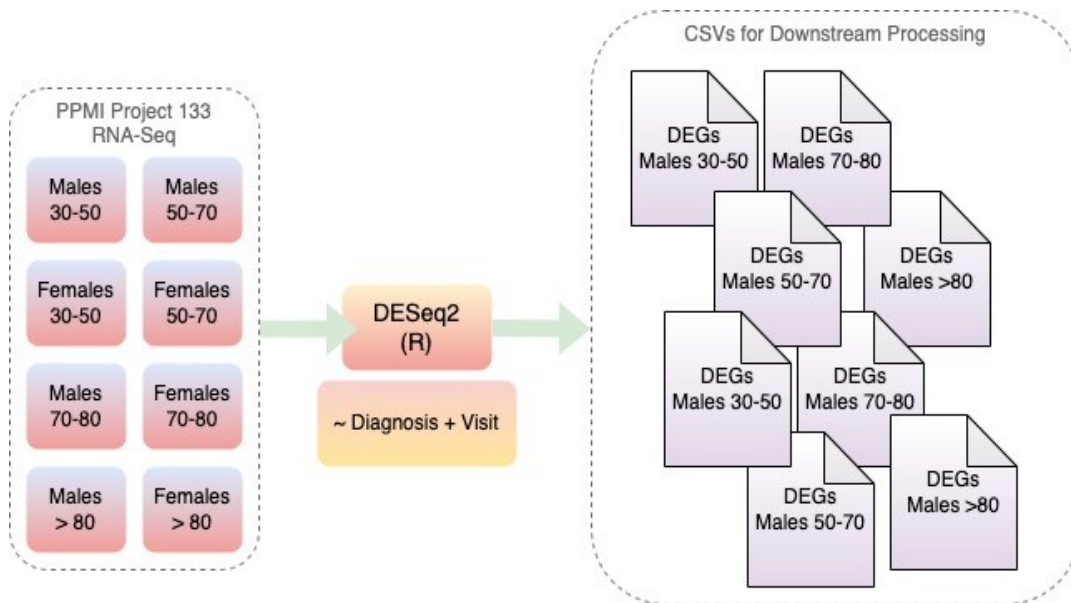 PPMI Project 133
RNA-Seq
Males
30-50
Males
50-70
Females
30-50
Females
50-70
Males
70-80
Females
70-80
Males
> 80
Females
> 80
DESeq2
(R)
~ Diagnosis + Visit
CSVs for Downstream Processing
DEGs
Males 30-50
DEGs
Males 70-80
DEGs
Males 50-70
DEGs
Males >80
DEGs
Males 30-50
DEGs
Males 70-80
DEGs
Males 50-70
DEGs
Males >80